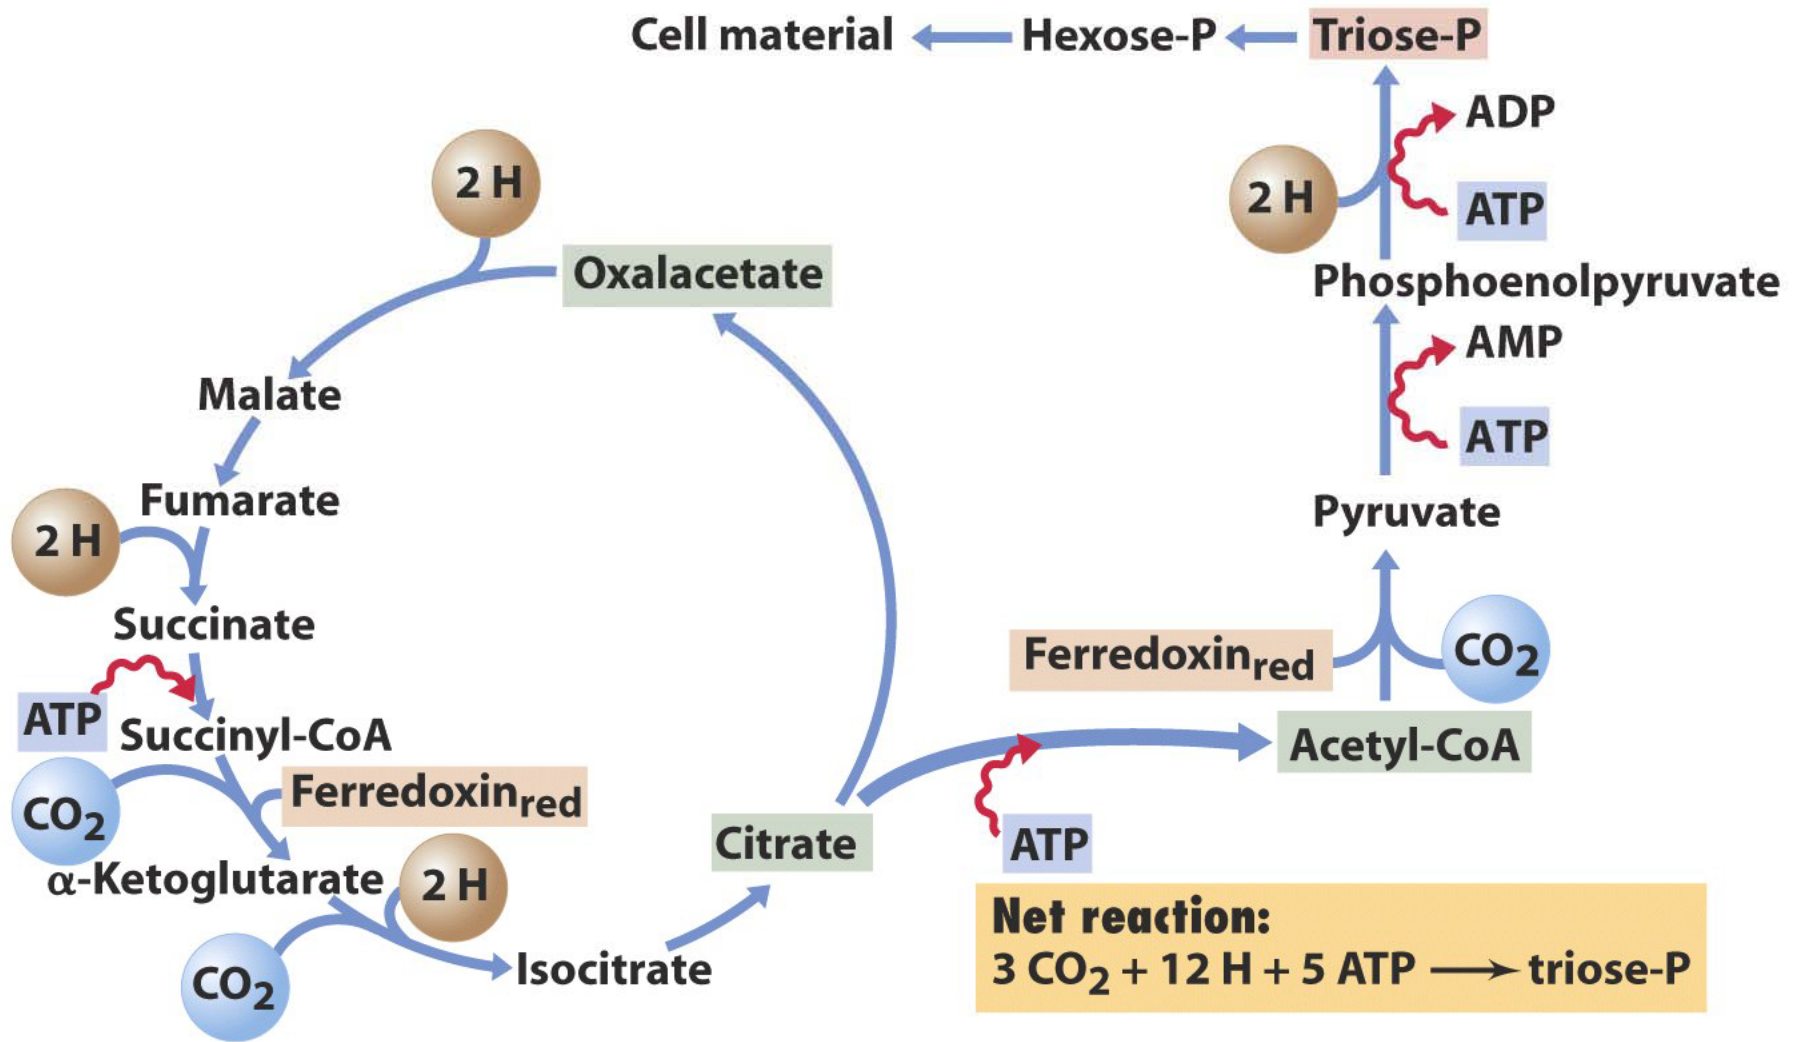 Cell material
Hexose-P
Triose-P
ADP
2 H
ATP
Phosphoenolpyruvate
AMP
ATP
Pyruvate
Ferredoxinred
CO2
Acetyl-CoA
2 H
Oxalacetate
Malate
Fumarate
2 H
Succinate
ATP
Succinyl-CoA
CO2
Ferredoxinred
α-Ketoglutarate
2 H
CO2
Isocitrate
Citrate
ATP
Net reaction:
3 CO2 + 12 H + 5 ATP ⟶ triose-P